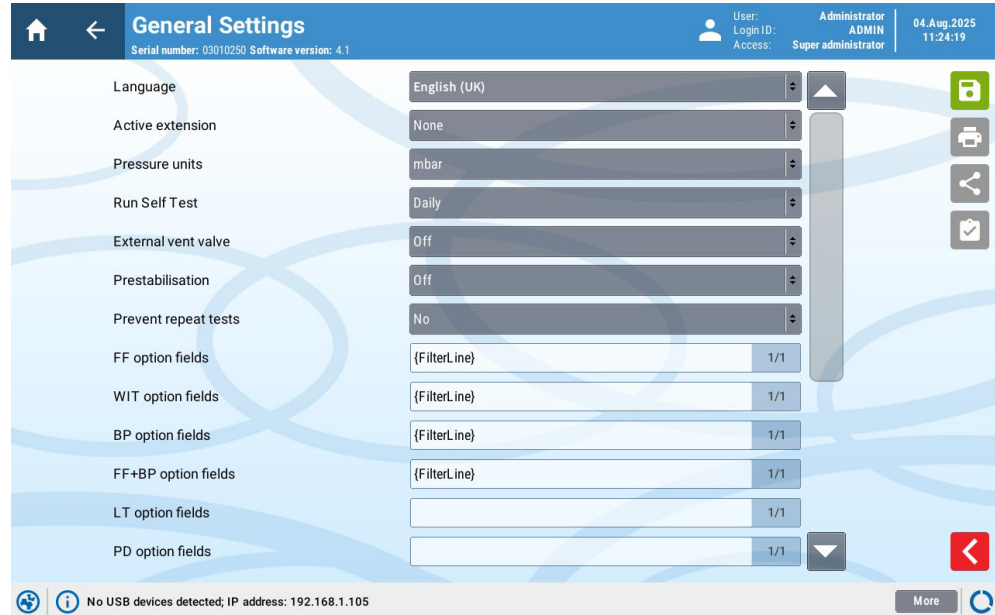 General Settings
Serial number: 03010250 Software version: 4.1
User: Administrator
Login ID: ADMIN
Access: Super administrator
04.Aug.2025
11:24:19
Language English (UK)
Active extension None
Pressure units mbar
Run Self Test Daily
External vent valve Off
Prestabilisation Off
Prevent repeat tests No
FF option fields {FilterLine} 1/1
WIT option fields {FilterLine} 1/1
BP option fields {FilterLine} 1/1
FF+BP option fields {FilterLine} 1/1
LT option fields 1/1
PD option fields 1/1
No USB devices detected; IP address: 192.168.1.105 More